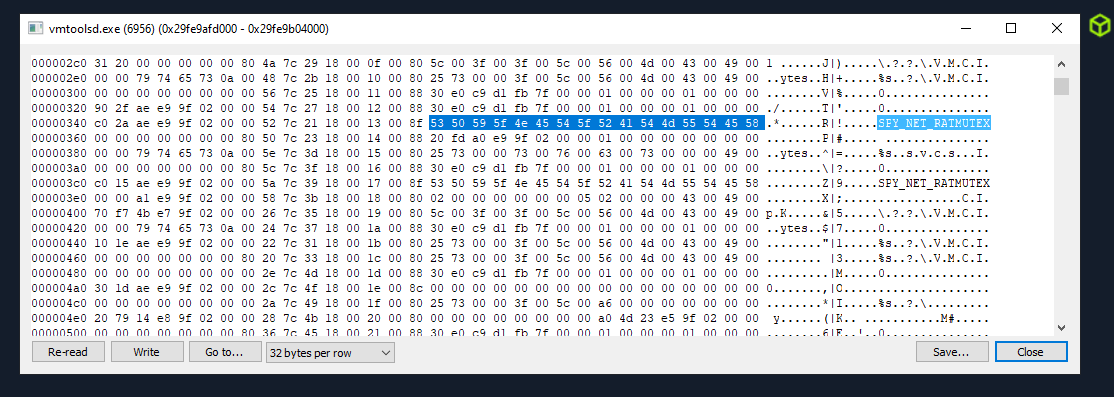 vmtoolsd.exe (6956) (0x29fe9afd000 - 0x29fe9b04000)
000002c0 31 20 00 00 00 00 00 80 4a 7c 29 18 00 0f 00 80 5c 00 3f 00 3f 00 5c 00 56 00 4d 00 43 00 49 00 1 ......J|).....\.?.?.\.V.M.C.I.
000002e0 00 00 79 74 65 73 0a 00 48 7c 2b 18 00 10 00 80 25 73 00 00 3f 00 5c 00 56 00 4d 00 43 00 49 00 ..ytes..H|+.....%s..?.\.V.M.C.I.
00000300 00 00 00 00 00 00 00 00 56 7c 25 18 00 11 00 88 30 e0 c9 d1 fb 7f 00 00 01 00 00 00 01 00 00 00 ........V|%.....0...............
00000320 90 2f ae e9 9f 02 00 00 54 7c 27 18 00 12 00 88 30 e0 c9 d1 fb 7f 00 00 01 00 00 00 01 00 00 00 ./......T|'.....0...............
00000340 c0 2a ae e9 9f 02 00 00 52 7c 21 18 00 13 00 8f 53 50 59 5f 4e 45 54 5f 52 41 54 4d 55 54 45 58 .*......R|!.....SPY_NET_RATMUTEX
00000360 00 00 00 00 00 00 00 80 50 7c 23 18 00 14 00 88 20 fd a0 e9 9f 02 00 00 01 00 00 00 00 00 00 00 ........P|#..... ...............
00000380 00 00 79 74 65 73 0a 00 5e 7c 3d 18 00 15 00 80 25 73 00 00 73 00 76 00 63 00 73 00 00 00 49 00 ..ytes..^|=.....%s..s.v.c.s...I.
000003a0 00 00 00 00 00 00 00 80 5c 7c 3f 18 00 16 00 88 30 e0 c9 d1 fb 7f 00 00 01 00 00 00 01 00 00 00 ........\|?.....0...............
000003c0 c0 15 ae e9 9f 02 00 00 5a 7c 39 18 00 17 00 8f 53 50 59 5f 4e 45 54 5f 52 41 54 4d 55 54 45 58 ........Z|9.....SPY_NET_RATMUTEX
000003e0 00 00 a1 e9 9f 02 00 00 58 7c 3b 18 00 18 00 80 02 00 00 00 00 00 00 05 02 00 00 00 43 00 49 00 ........X|;.................C.I.
00000400 70 f7 4b e7 9f 02 00 00 26 7c 35 18 00 19 00 80 5c 00 3f 00 3f 00 5c 00 56 00 4d 00 43 00 49 00 p.K.....&|5.....\.?.?.\.V.M.C.I.
00000420 00 00 79 74 65 73 0a 00 24 7c 37 18 00 1a 00 88 30 e0 c9 d1 fb 7f 00 00 01 00 00 00 01 00 00 00 ..ytes..$|7.....0...............
00000440 10 1e ae e9 9f 02 00 00 22 7c 31 18 00 1b 00 80 25 73 00 00 3f 00 5c 00 56 00 4d 00 43 00 49 00 ........"|1.....%s..?.\.V.M.C.I.
00000460 00 00 00 00 00 00 00 80 20 7c 33 18 00 1c 00 80 25 73 00 00 3f 00 5c 00 56 00 4d 00 43 00 49 00 ........ |3.....%s..?.\.V.M.C.I.
00000480 00 00 00 00 00 00 00 00 2e 7c 4d 18 00 1d 00 88 30 e0 c9 d1 fb 7f 00 00 01 00 00 00 01 00 00 00 .........|M.....0...............
000004a0 30 1d ae e9 9f 02 00 00 2c 7c 4f 18 00 1e 00 8c 00 00 00 00 00 00 00 00 00 00 00 00 00 00 00 00 0.......,|O.....................
000004c0 00 00 00 00 00 00 00 00 2a 7c 49 18 00 1f 00 80 25 73 00 00 3f 00 5c 00 a6 00 00 00 00 00 00 00 ........*|I.....%s..?.\.........
000004e0 20 79 14 e8 9f 02 00 00 28 7c 4b 18 00 20 00 80 00 00 00 00 00 00 00 00 a0 4d 23 e5 9f 02 00 00  y......(|K.. ...........M#.....
00000500 00 00 00 00 00 00 00 80 36 7c 45 18 00 21 00 88 30 e0 c9 d1 fb 7f 00 00 01 00 00 00 01 00 00 00 ........6|E..!..0...............
Re-read Write Go to... 32 bytes per row Save... Close